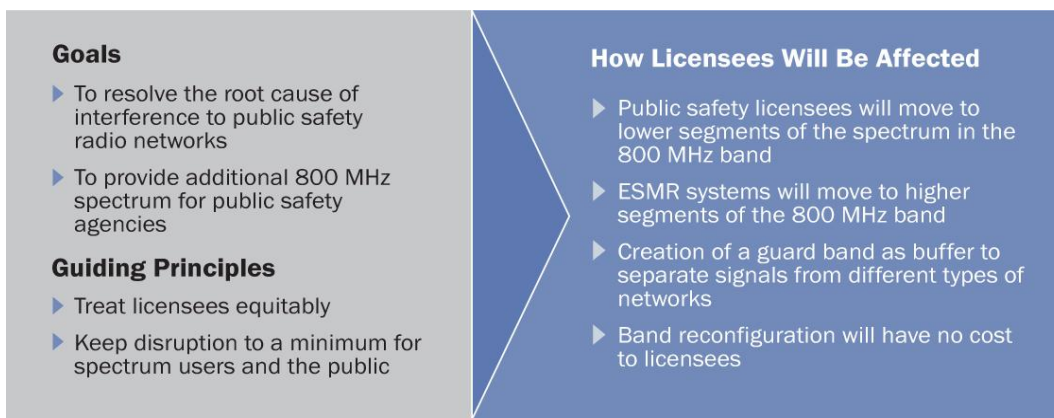 Goals
To resolve the root cause of
interference to public safety
radio networks
To provide additional 800 MHz
spectrum for public safety
agencies
Guiding Principles
Treat licensees equitably
Keep disruption to a minimum for
spectrum users and the public
How Licensees Will Be Affected
Public safety licensees will move to
lower segments of the spectrum in the
800 MHz band
ESMR systems will move to higher
segments of the 800 MHz band
Creation of a guard band as buffer to
separate signals from different types of
networks
Band reconfiguration will have no cost
to licensees